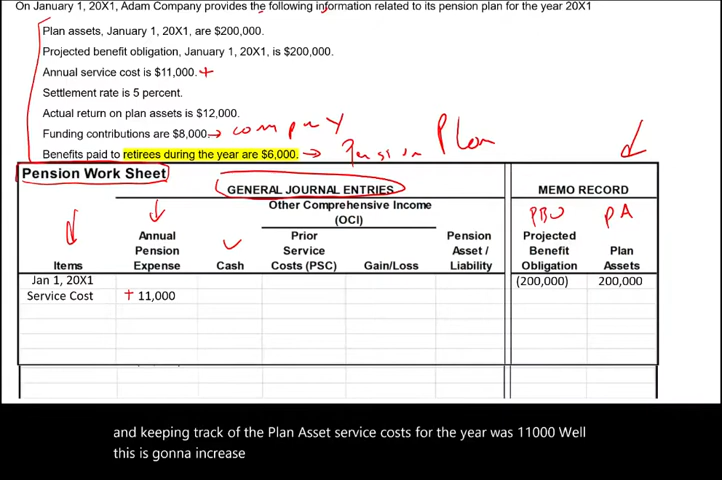 On January 1, 20X1, Adam Company provides the following information related to its pension plan for the year 20X1
Plan assets, January 1, 20X1, are $200,000.
Projected benefit obligation, January 1, 20X1, is $200,000.
Annual service cost is $11,000. +
Settlement rate is 5 percent.
Actual return on plan assets is $12,000.
Funding contributions are $8,000. → company
Benefits paid to retirees during the year are $6,000. → Pension Plan
Pension Work Sheet
GENERAL JOURNAL ENTRIES MEMO RECORD
Other Comprehensive Income
(OCI)
PBO PA
Annual Prior Pension Projected
Pension Service Asset / Benefit Plan
Items Expense Cash Costs (PSC) Gain/Loss Liability Obligation Assets
Jan 1, 20X1 (200,000) 200,000
Service Cost + 11,000
and keeping track of the Plan Asset service costs for the year was 11000 Well
this is gonna increase